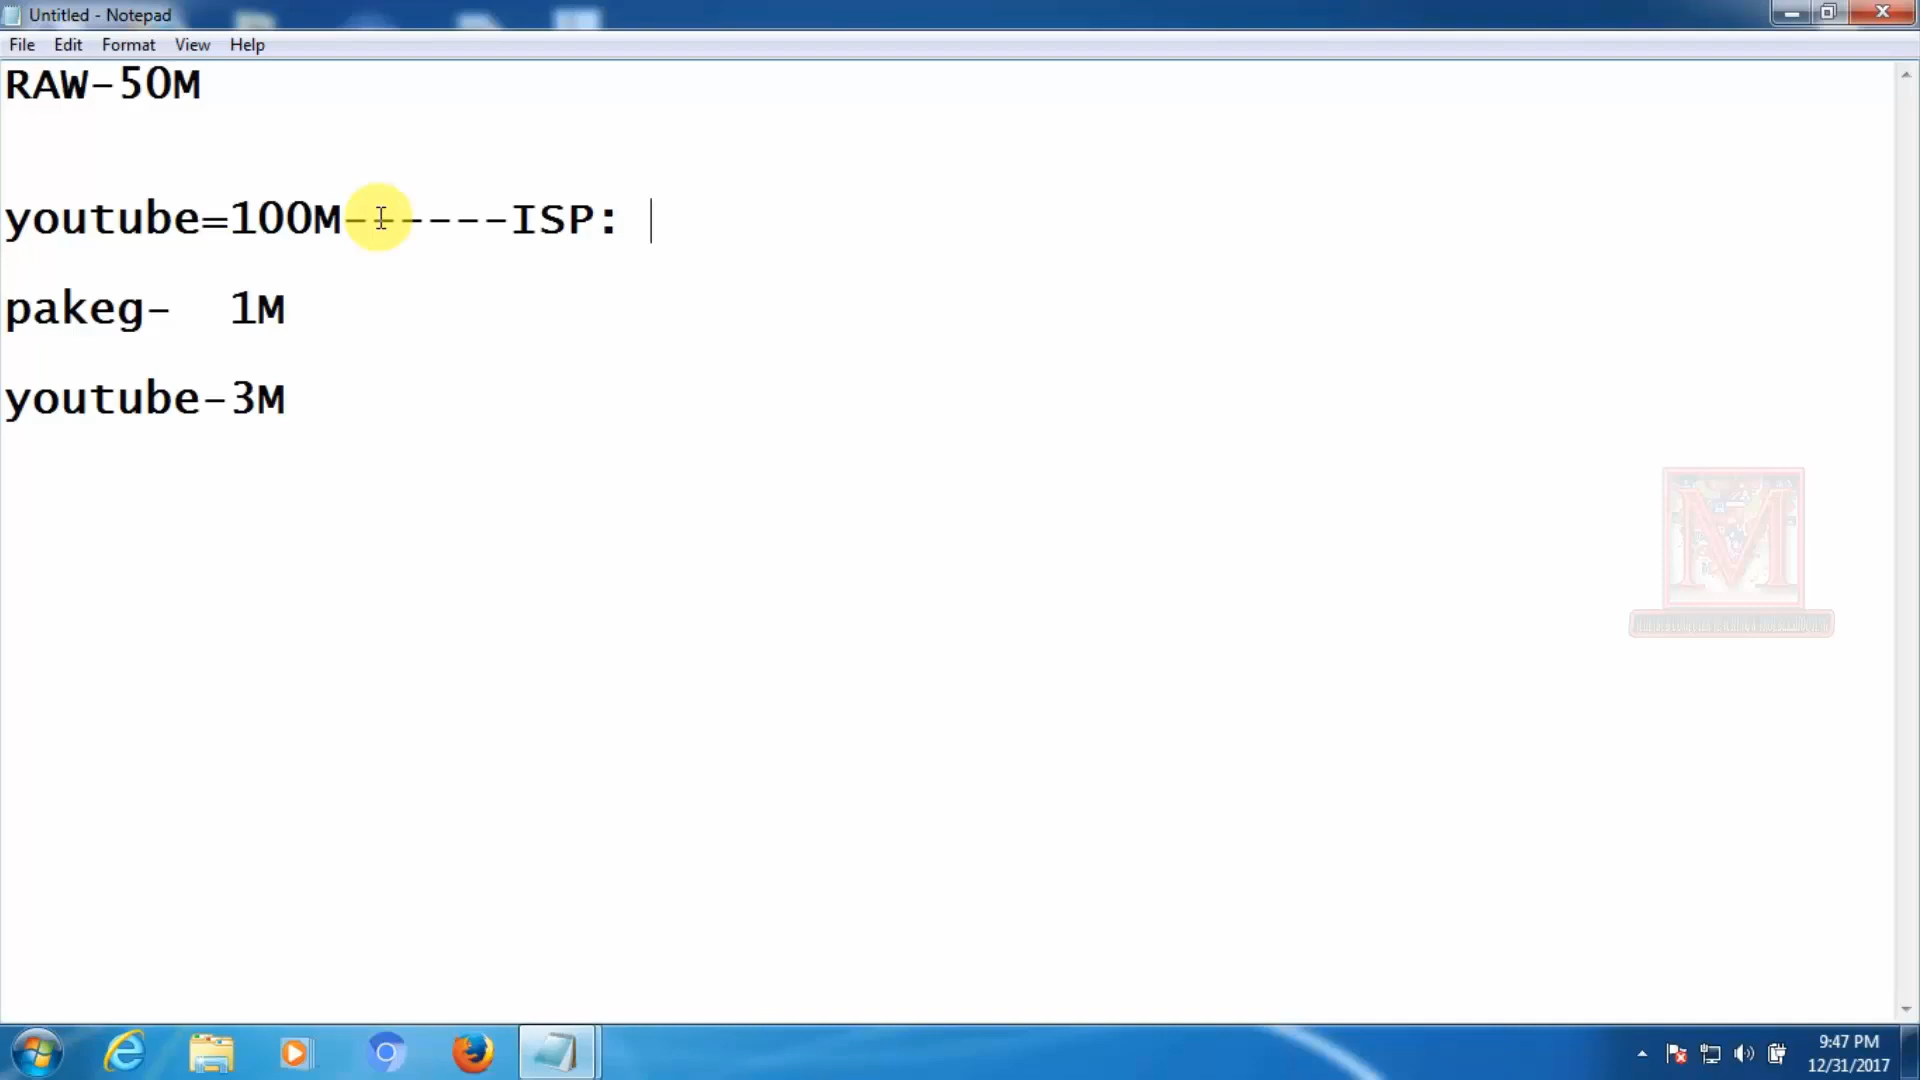 Untitled - Notepad
File Edit Format View Help
RAW-50M
youtube=100M------ISP:
pakeg-  1M
youtube-3M
M
9:47 PM
12/31/2017